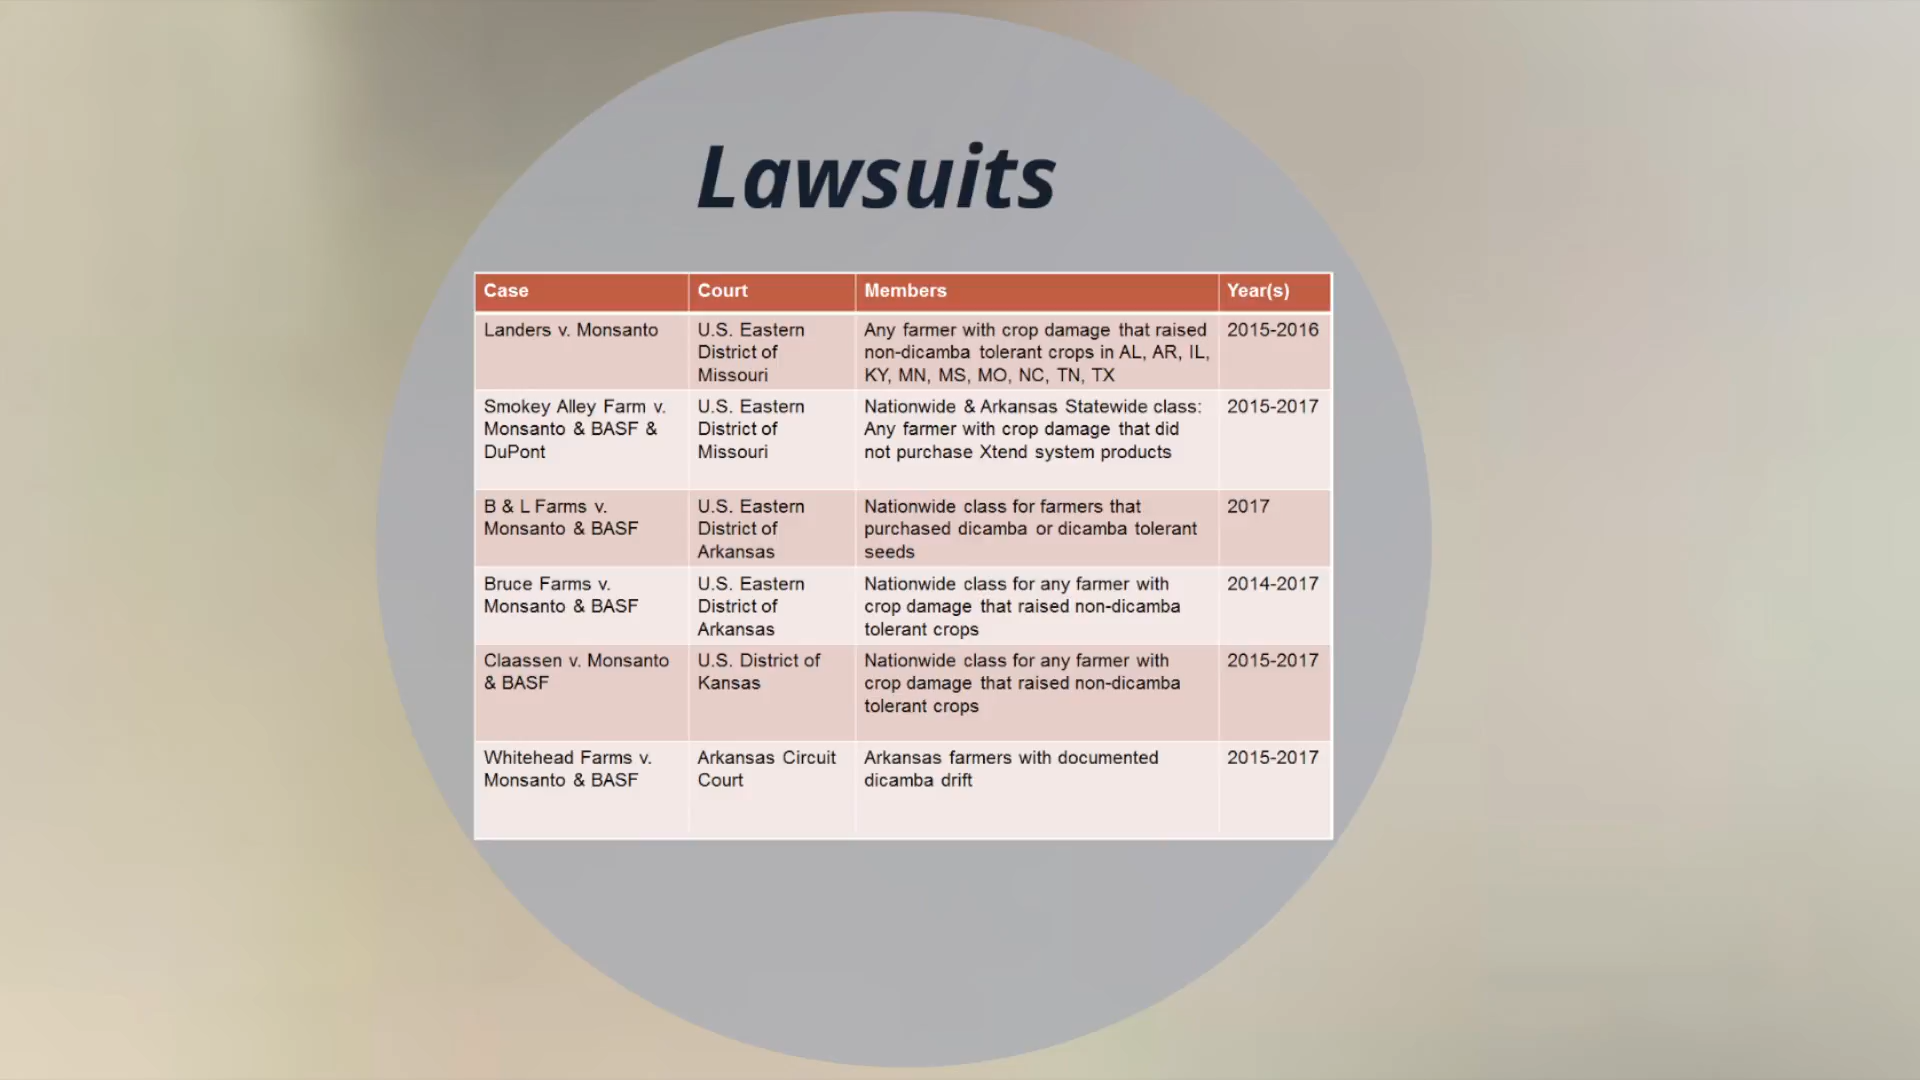 Lawsuits
Case Court Members Year(s)
Landers v. Monsanto U.S. Eastern Any farmer with crop damage that raised 2015-2016
District of non-dicamba tolerant crops in AL, AR, IL,
Missouri KY, MN, MS, MO, NC, TN, TX
Smokey Alley Farm v. U.S. Eastern Nationwide & Arkansas Statewide class: 2015-2017
Monsanto & BASF & District of Any farmer with crop damage that did
DuPont Missouri not purchase Xtend system products
B & L Farms v. U.S. Eastern Nationwide class for farmers that 2017
Monsanto & BASF District of purchased dicamba or dicamba tolerant
Arkansas seeds
Bruce Farms v. U.S. Eastern Nationwide class for any farmer with 2014-2017
Monsanto & BASF District of crop damage that raised non-dicamba
Arkansas tolerant crops
Claassen v. Monsanto U.S. District of Nationwide class for any farmer with 2015-2017
& BASF Kansas crop damage that raised non-dicamba
tolerant crops
Whitehead Farms v. Arkansas Circuit Arkansas farmers with documented 2015-2017
Monsanto & BASF Court dicamba drift